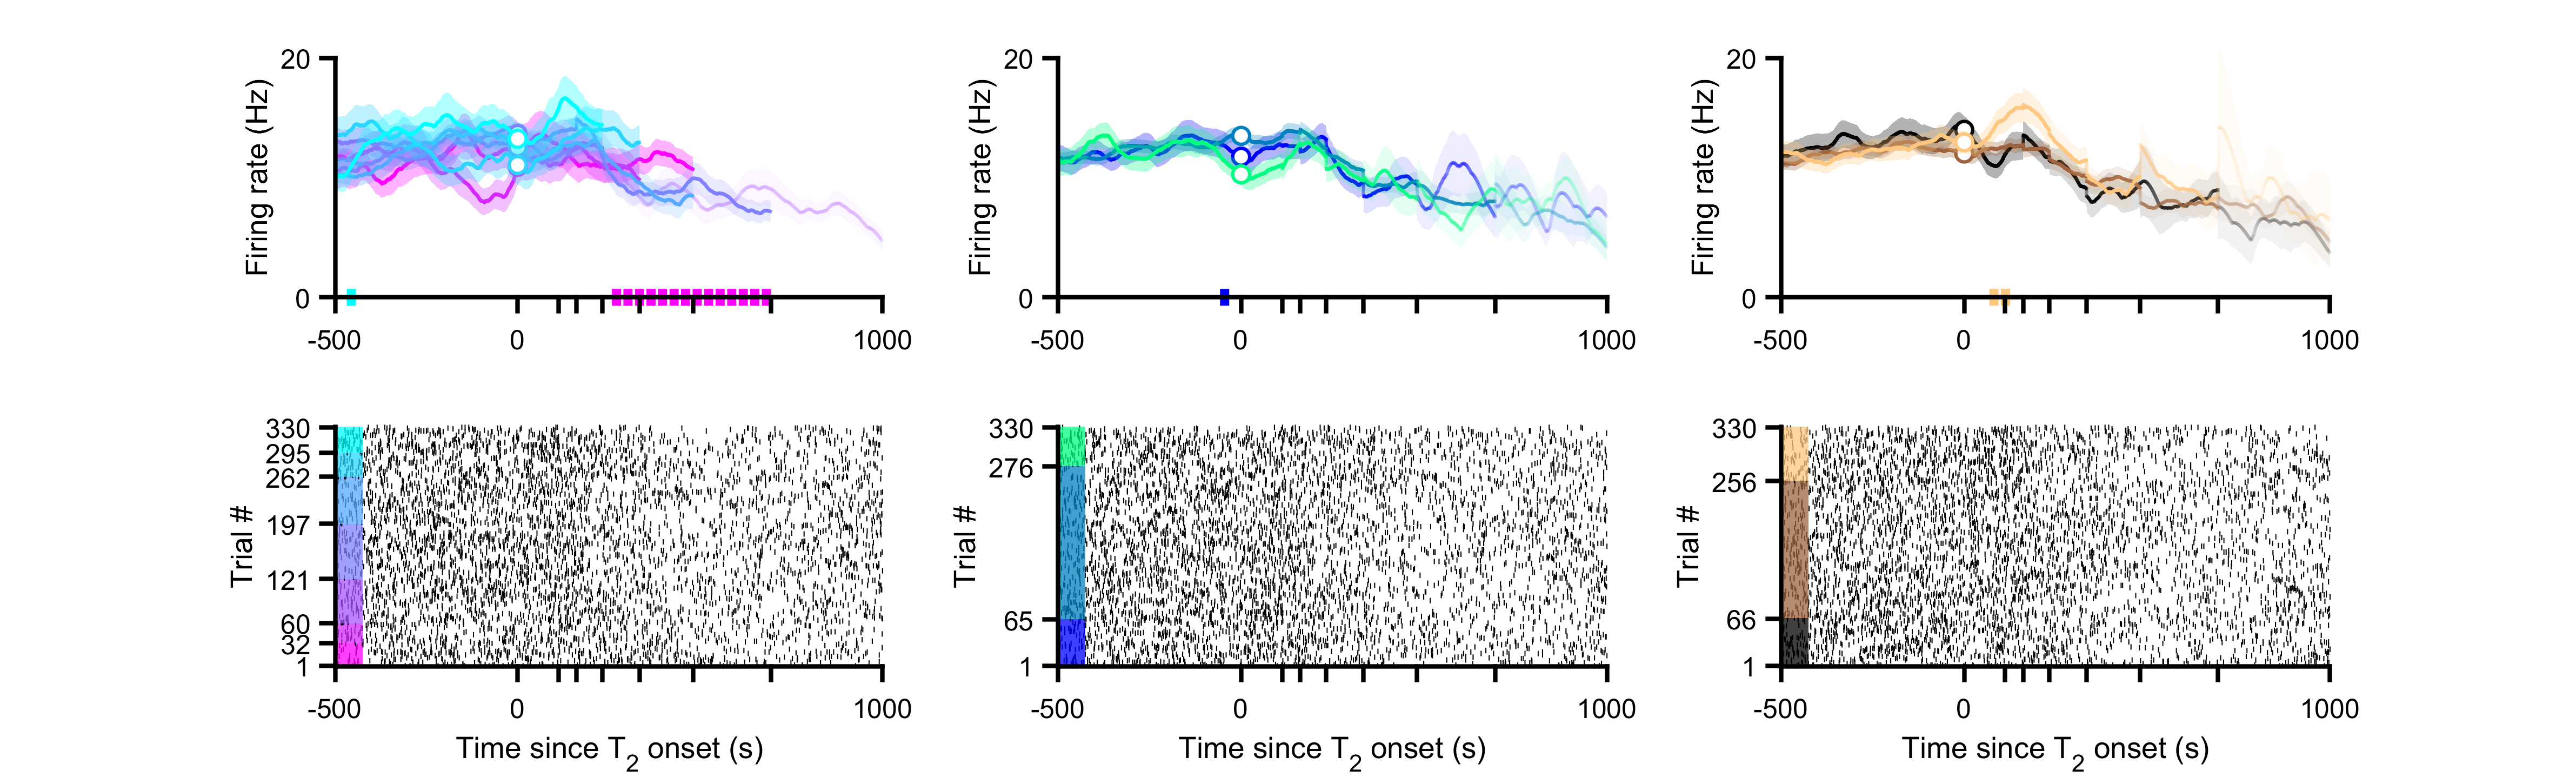 20
Firing rate (Hz)
0
-500 0 1000
20
Firing rate (Hz)
0
-500 0 1000
20
Firing rate (Hz)
0
-500 0 1000
330
295
262
197
121
60
32
1
Trial #
-500 0 1000
Time since T2 onset (s)
330
276
65
1
Trial #
-500 0 1000
Time since T2 onset (s)
330
256
66
1
Trial #
-500 0 1000
Time since T2 onset (s)